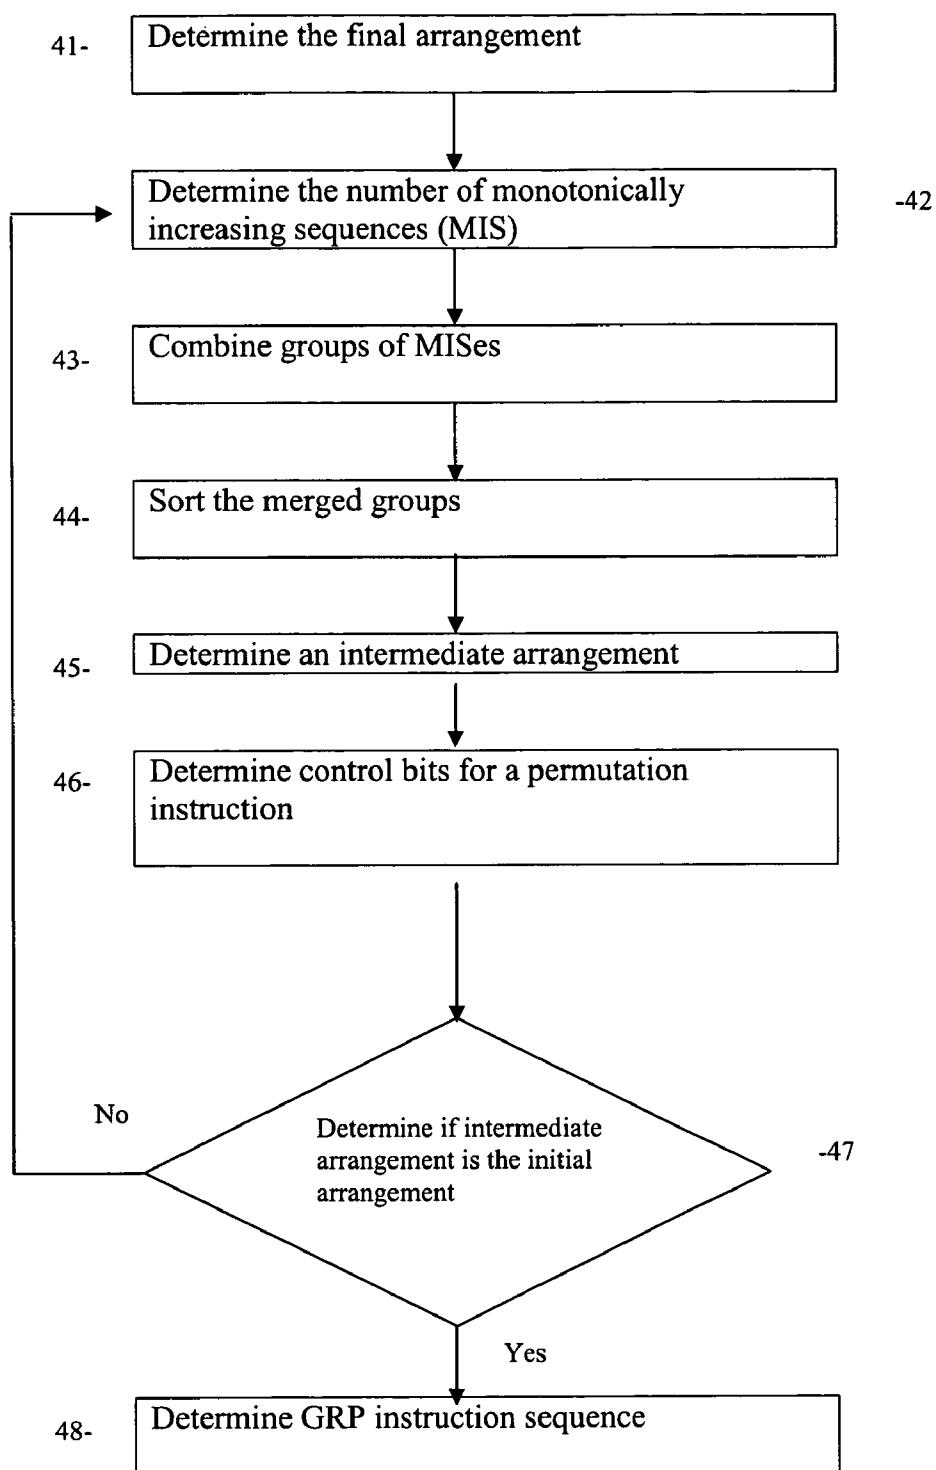 41-
Determine the final arrangement
Determine the number of monotonically
increasing sequences (MIS)
-42
43-
Combine groups of MISes
44-
Sort the merged groups
45-
Determine an intermediate arrangement
46-
Determine control bits for a permutation
instruction
No
Determine if intermediate
arrangement is the initial
arrangement
-47
Yes
48-
Determine GRP instruction sequence